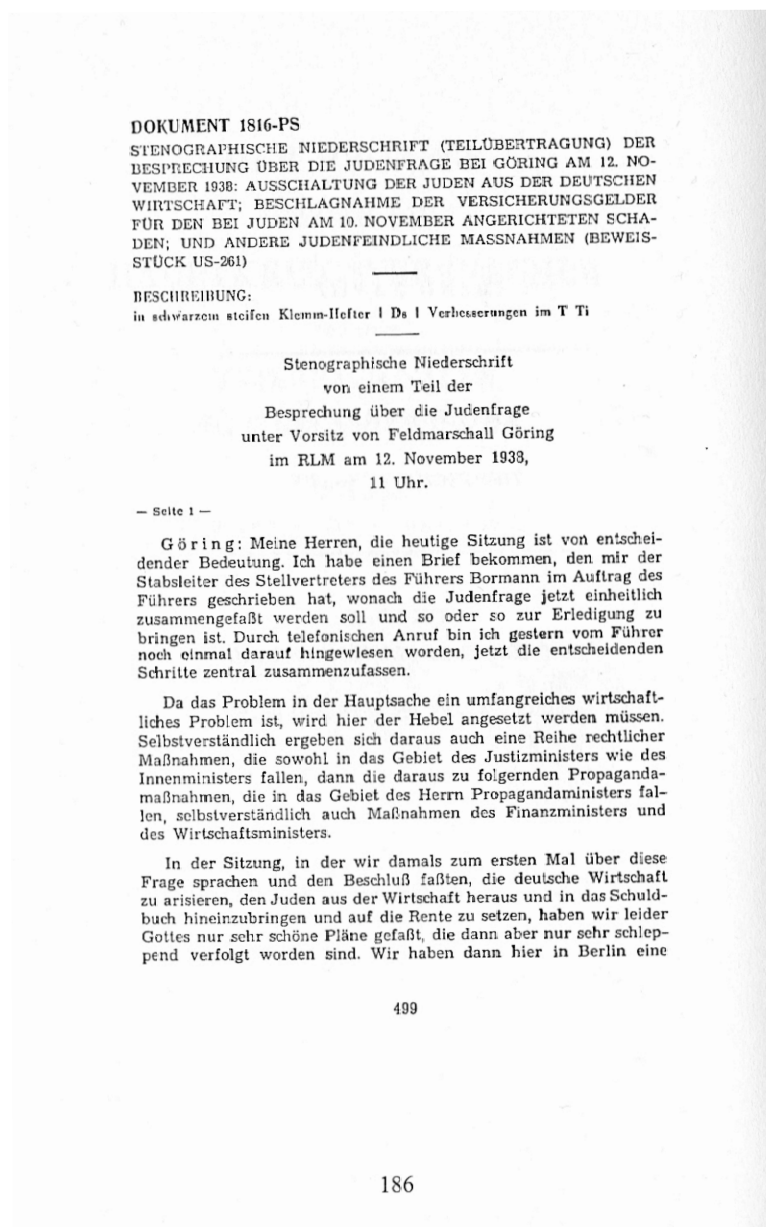 DOKUMENT 1816-PS
STENOGRAPHISCHE NIEDERSCHRIFT (TEILÜBERTRAGUNG) DER
BESPRECHUNG ÜBER DIE JUDENFRAGE BEI GÖRING AM 12. NO-
VEMBER 1938: AUSSCHALTUNG DER JUDEN AUS DER DEUTSCHEN
WIRTSCHAFT; BESCHLAGNAHME DER VERSICHERUNGSGELDER
FÜR DEN BEI JUDEN AM 10. NOVEMBER ANGERICHTETEN SCHA-
DEN; UND ANDERE JUDENFEINDLICHE MASSNAHMEN (BEWEIS-
STÜCK US-261)
BESCHREIBUNG:
in schwarzem steifen Klemm-Hefter I Ds I Verbesserungen im T Ti
Stenographische Niederschrift
von einem Teil der
Besprechung über die Judenfrage
unter Vorsitz von Feldmarschall Göring
im RLM am 12. November 1938,
11 Uhr.
— Seite 1 —
Göring: Meine Herren, die heutige Sitzung ist von entschei-
dender Bedeutung. Ich habe einen Brief bekommen, den mir der
Stabsleiter des Stellvertreters des Führers Bormann im Auftrag des
Führers geschrieben hat, wonach die Judenfrage jetzt einheitlich
zusammengefaßt werden soll und so oder so zur Erledigung zu
bringen ist. Durch telefonischen Anruf bin ich gestern vom Führer
noch einmal darauf hingewiesen worden, jetzt die entscheidenden
Schritte zentral zusammenzufassen.
Da das Problem in der Hauptsache ein umfangreiches wirtschaft-
liches Problem ist, wird hier der Hebel angesetzt werden müssen.
Selbstverständlich ergeben sich daraus auch eine Reihe rechtlicher
Maßnahmen, die sowohl in das Gebiet des Justizministers wie des
Innenministers fallen, dann die daraus zu folgernden Propaganda-
maßnahmen, die in das Gebiet des Herrn Propagandaministers fal-
len, selbstverständlich auch Maßnahmen des Finanzministers und
des Wirtschaftsministers.
In der Sitzung, in der wir damals zum ersten Mal über diese
Frage sprachen und den Beschluß faßten, die deutsche Wirtschaft
zu arisieren, den Juden aus der Wirtschaft heraus und in das Schuld-
buch hineinzubringen und auf die Rente zu setzen, haben wir leider
Gottes nur sehr schöne Pläne gefaßt, die dann aber nur sehr schlep-
pend verfolgt worden sind. Wir haben dann hier in Berlin eine
499
186